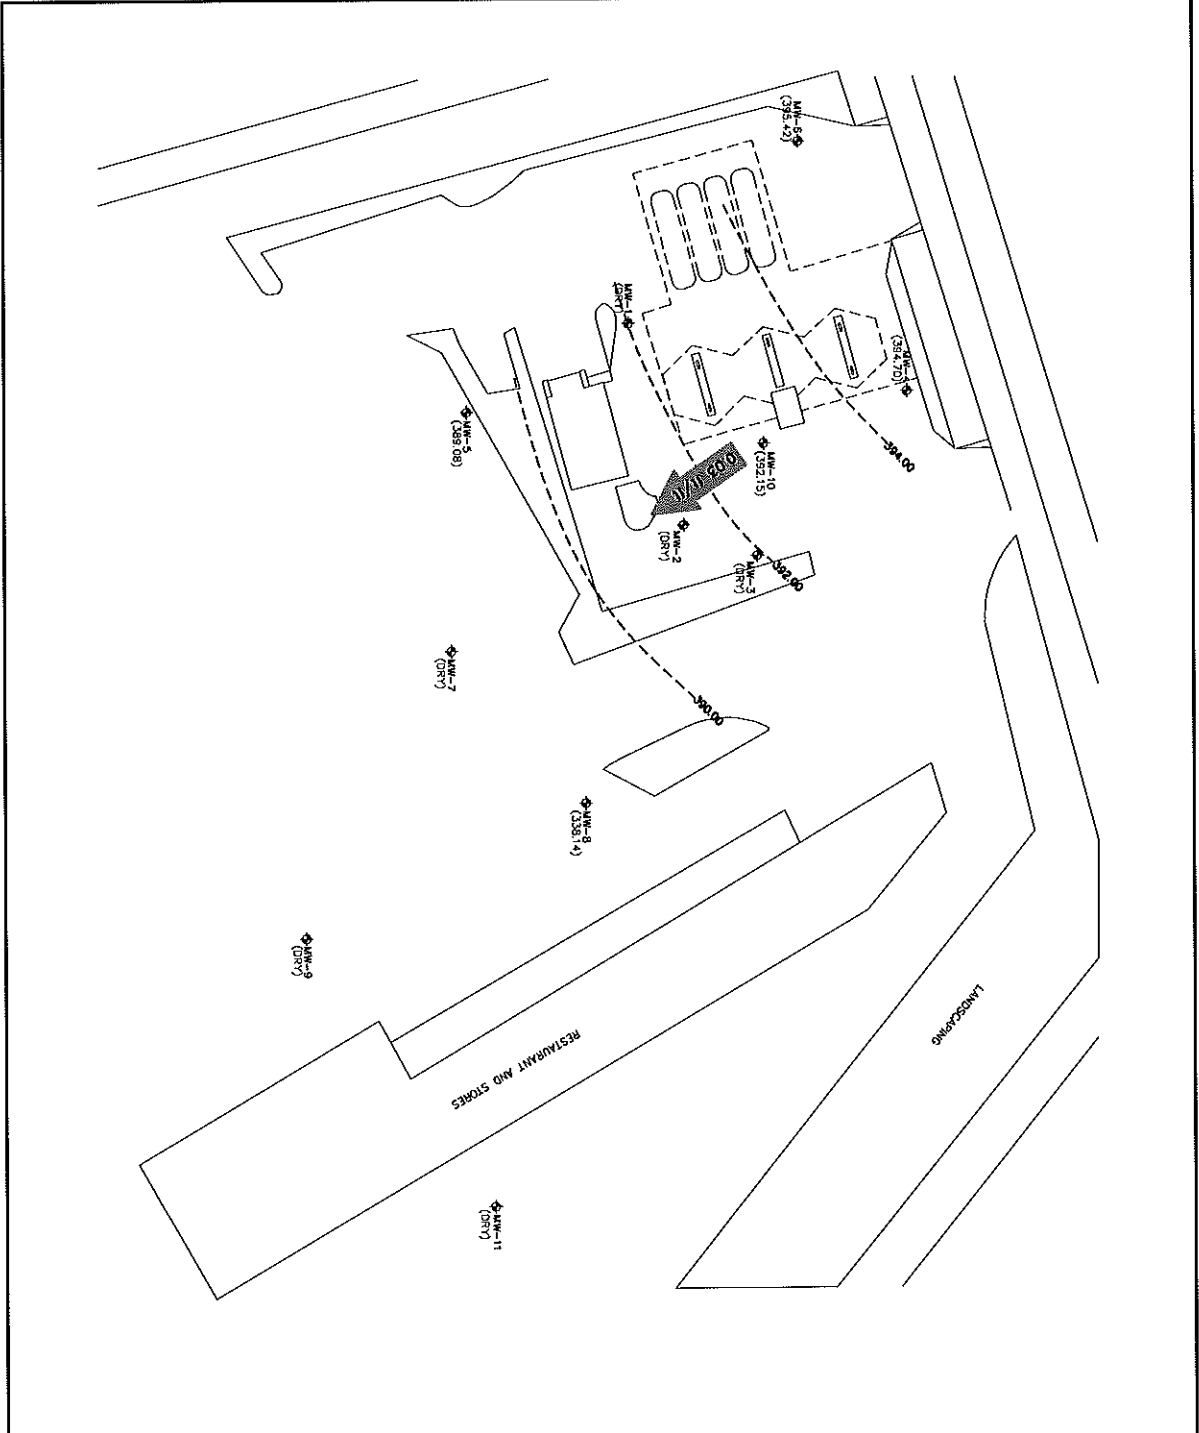 MW-6
(395.42)
MW-1
(DRY)
MW-4
(394.70)
MW-5
(389.08)
MW-10
(392.15)
394.00
0.03 ft/ft
MW-2
(DRY)
MW-3
(DRY)
392.00
MW-7
(DRY)
390.00
MW-8
(338.14)
MW-9
(DRY)
LANDSCAPING
RESTAURANT AND STORES
MW-11
(DRY)